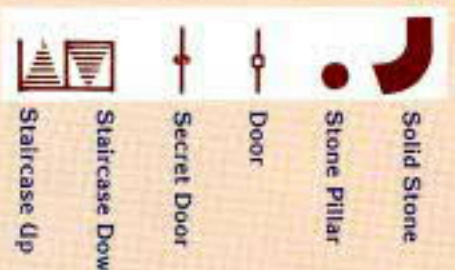 Solid Stone
Stone Pillar
Door
Secret Door
Staircase Dow
Staircase Up